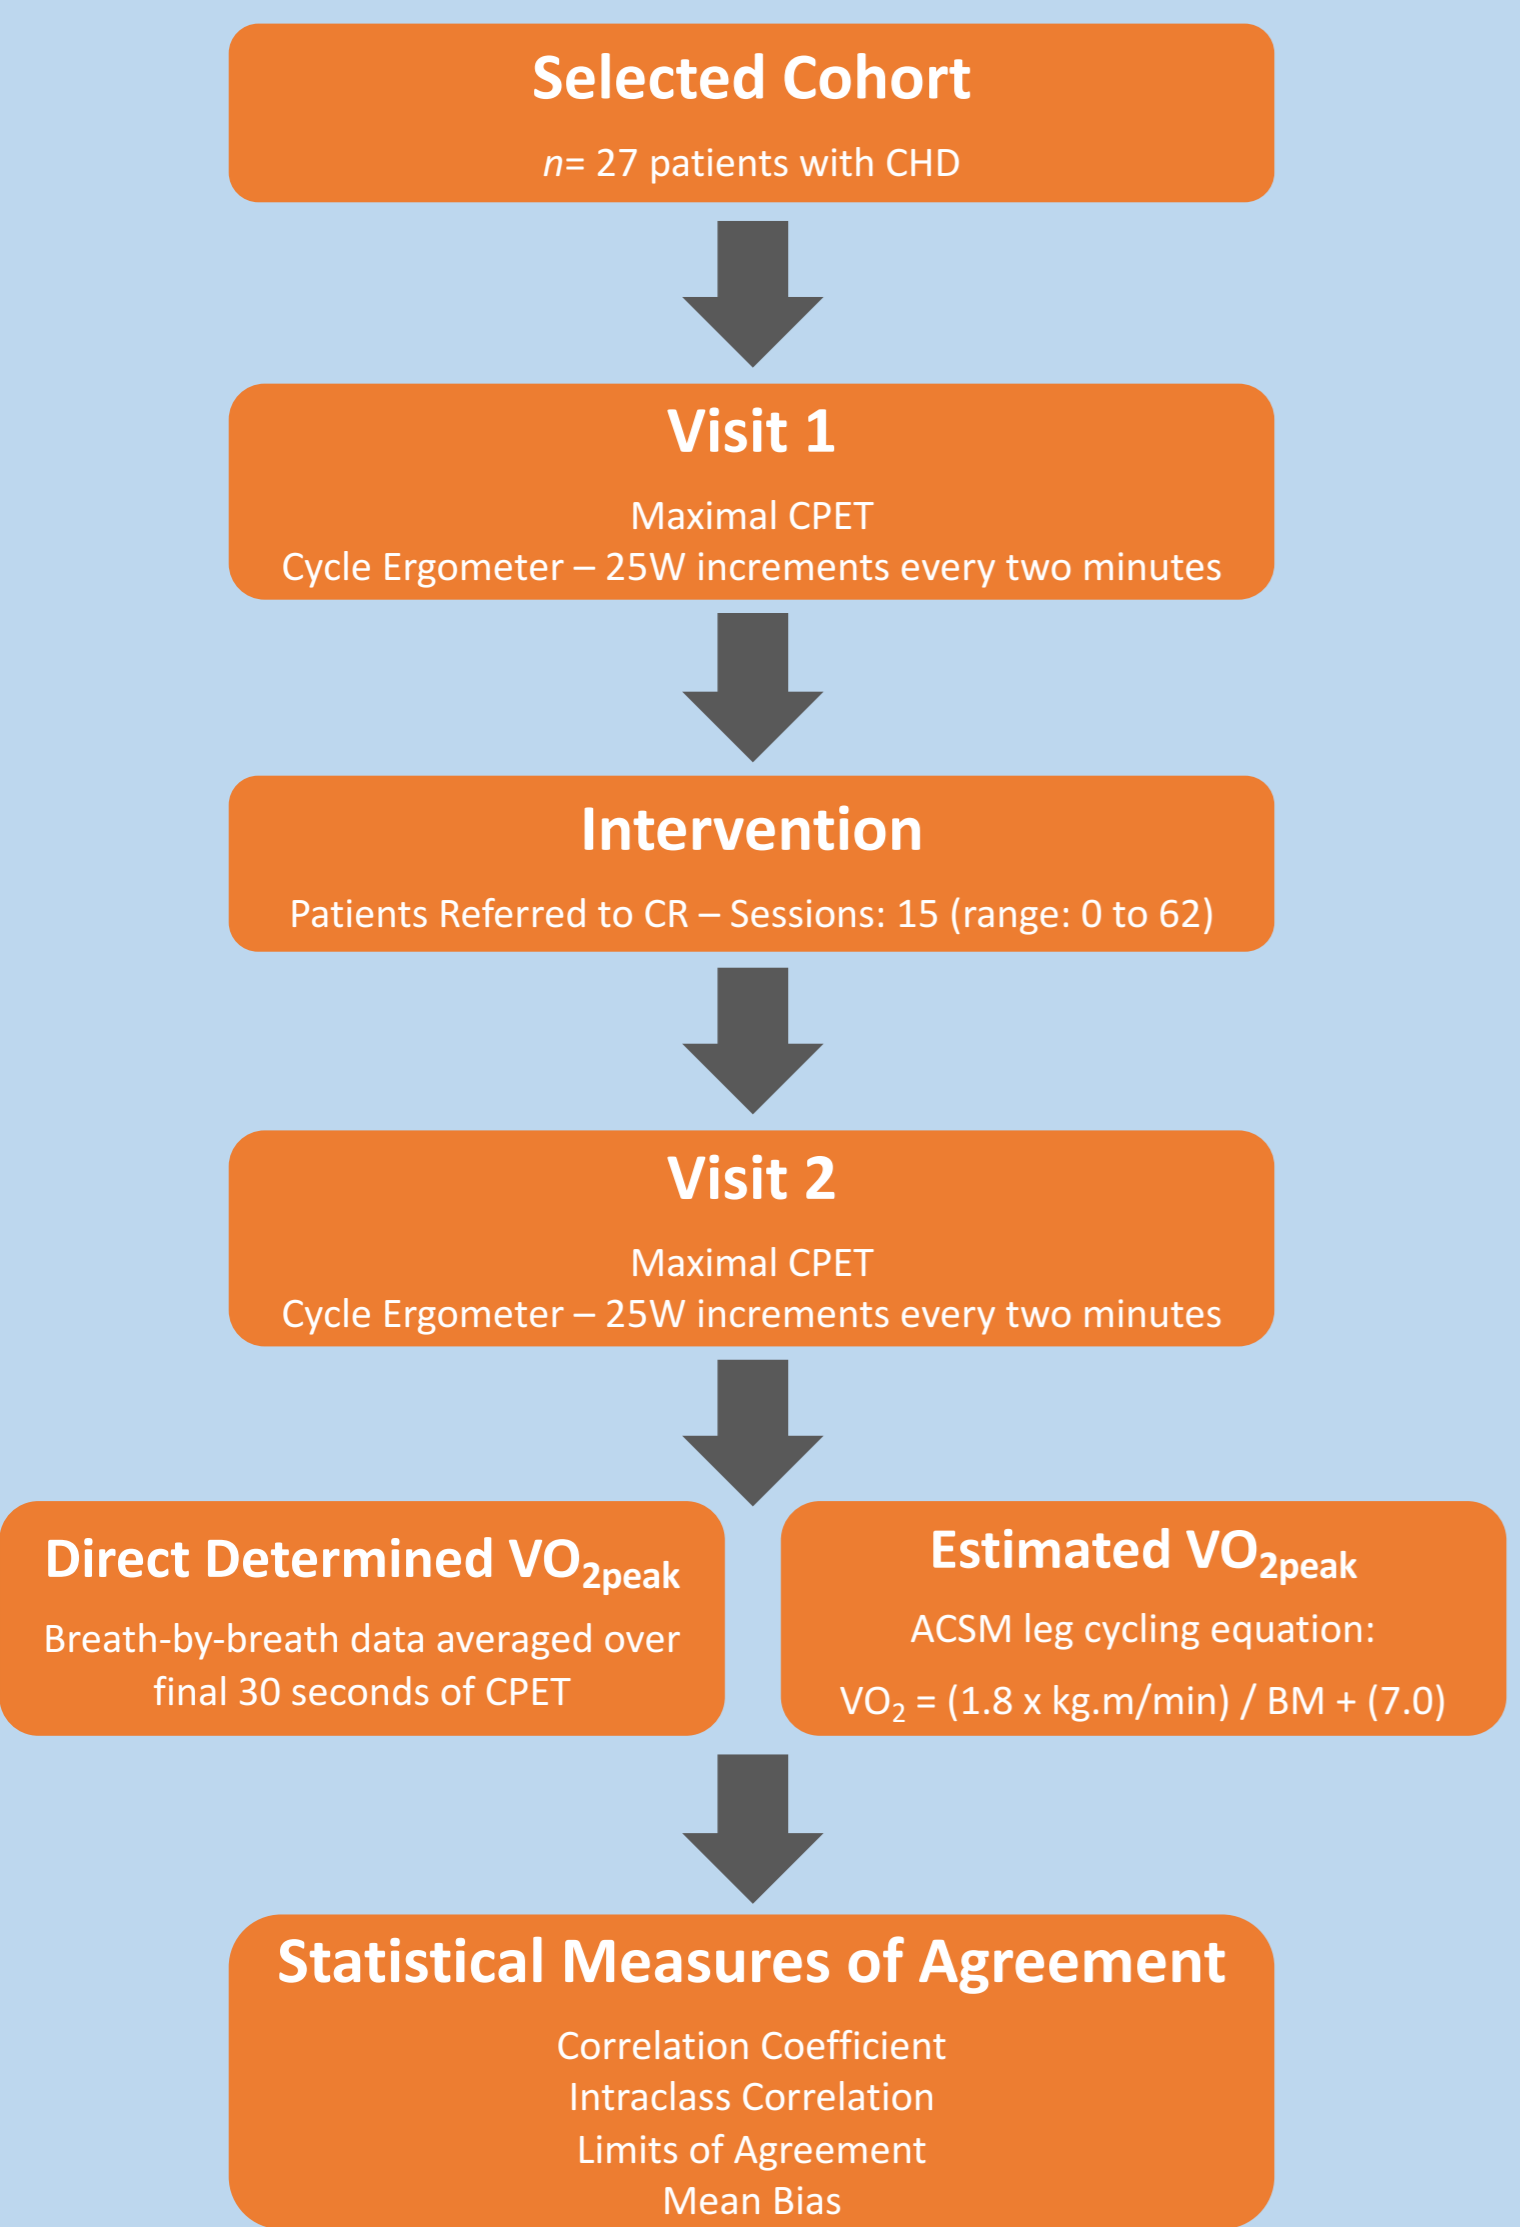 Selected Cohort
n= 27 patients with CHD
Visit 1
Maximal CPET
Cycle Ergometer – 25W increments every two minutes
Intervention
Patients Referred to CR – Sessions: 15 (range: 0 to 62)
Visit 2
Maximal CPET
Cycle Ergometer – 25W increments every two minutes
Direct Determined VO₂peak
Breath-by-breath data averaged over
final 30 seconds of CPET
Estimated VO₂peak
ACSM leg cycling equation:
VO₂ = (1.8 x kg.m/min) / BM + (7.0)
Statistical Measures of Agreement
Correlation Coefficient
Intraclass Correlation
Limits of Agreement
Mean Bias